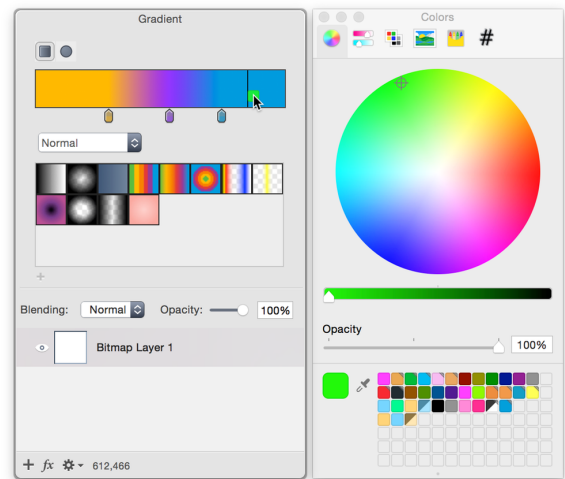 Gradient
Normal
+
Blending: Normal Opacity: 100%
Bitmap Layer 1
+ fx 612,466
Colors
#
Opacity
100%